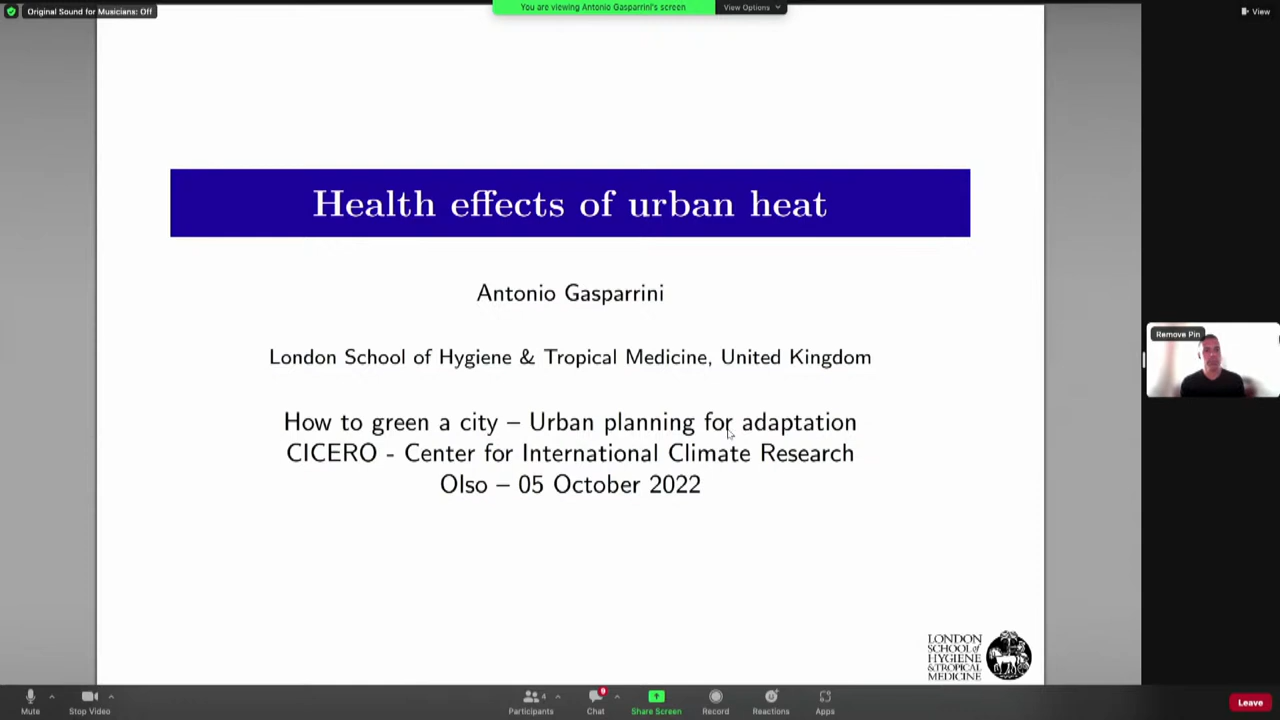 Original Sound for Musicians: Off
You are viewing Antonio Gasparrini's screen
View Options
View
Health effects of urban heat
Antonio Gasparrini
London School of Hygiene & Tropical Medicine, United Kingdom
How to green a city – Urban planning for adaptation
CICERO - Center for International Climate Research
Olso – 05 October 2022
Remove Pin
LONDON
SCHOOL of
HYGIENE
& TROPICAL
MEDICINE
Mute
Stop Video
Participants
4
Chat
Share Screen
Record
Reactions
Apps
Leave